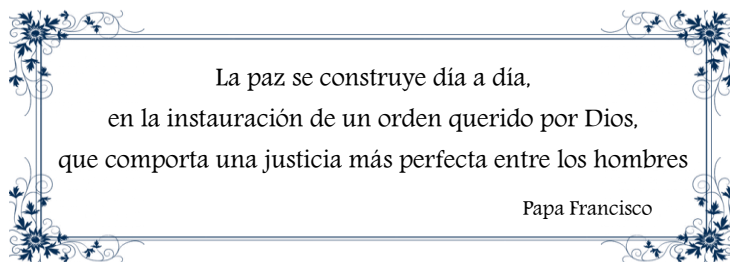 La paz se construye día a día,
en la instauración de un orden querido por Dios,
que comporta una justicia más perfecta entre los hombres
Papa Francisco